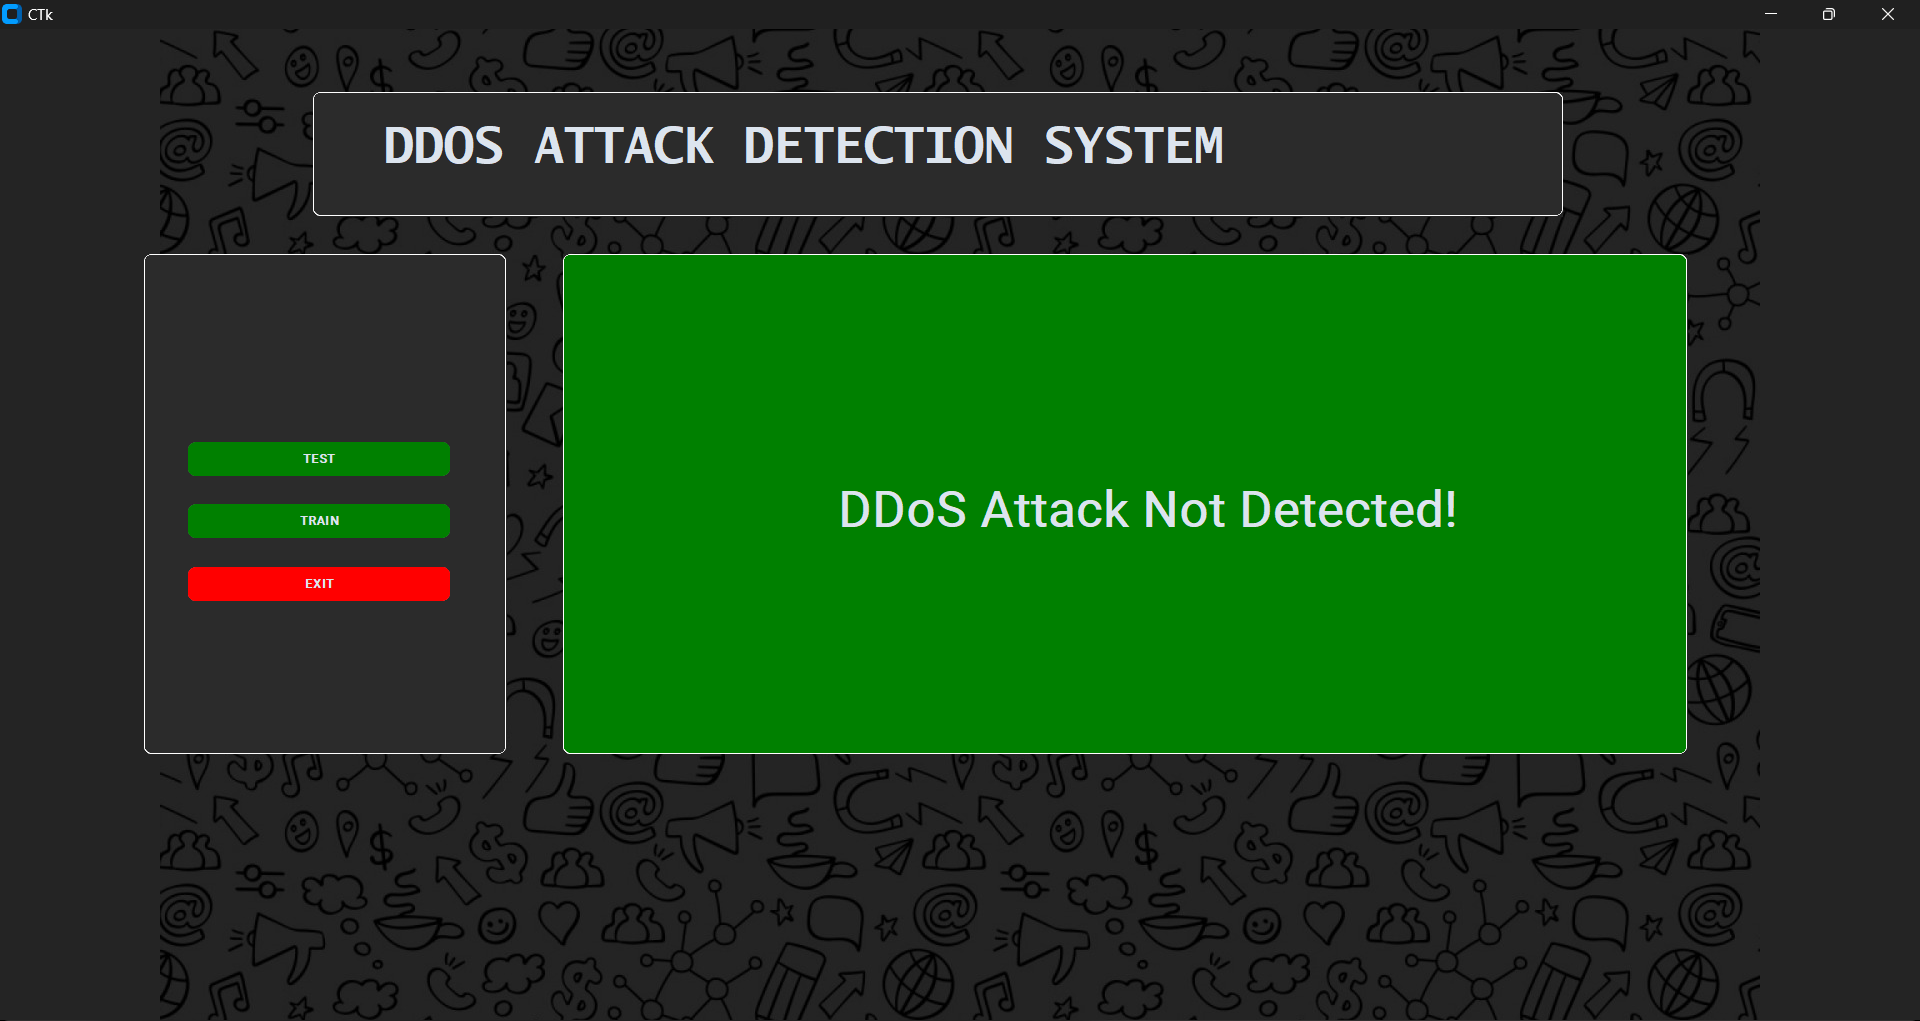 CTk
DDOS ATTACK DETECTION SYSTEM
TEST
TRAIN
EXIT
DDoS Attack Not Detected!